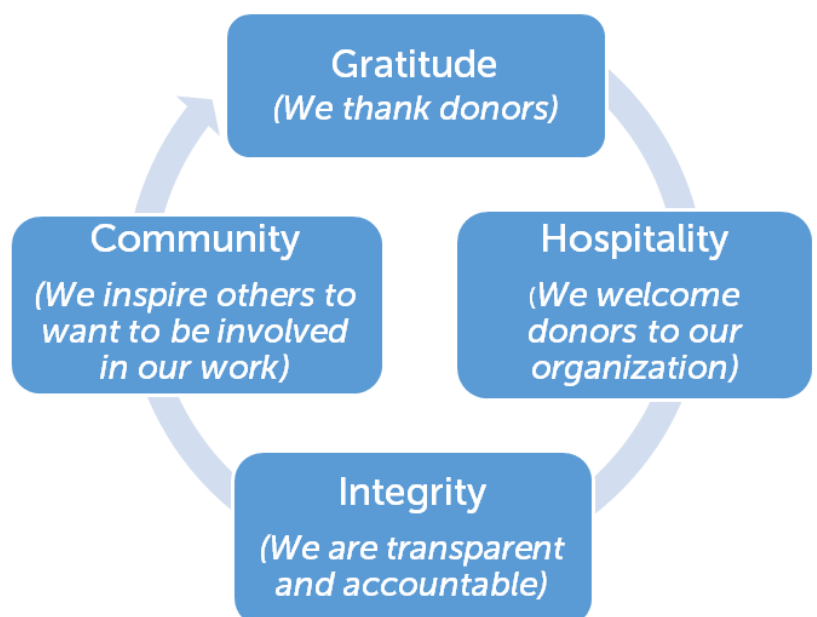 Gratitude
(We thank donors)
Hospitality
(We welcome
donors to our
organization)
Integrity
(We are transparent
and accountable)
Community
(We inspire others to
want to be involved
in our work)